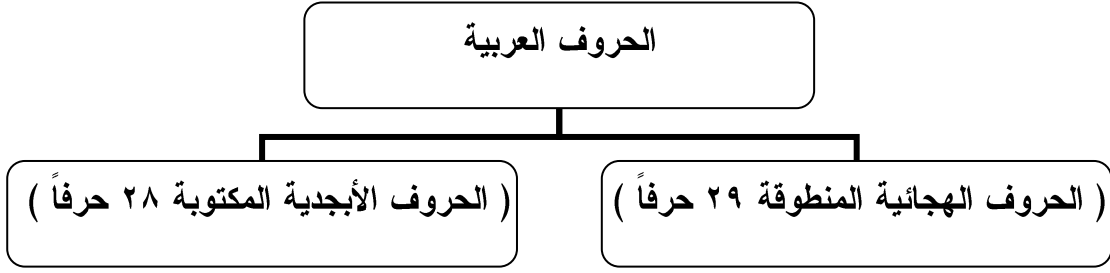 الحروف العربية
( الحروف الهجائية المنطوقة ٢٩ حرفاً )
( الحروف الأبجدية المكتوبة ٢٨ حرفاً )